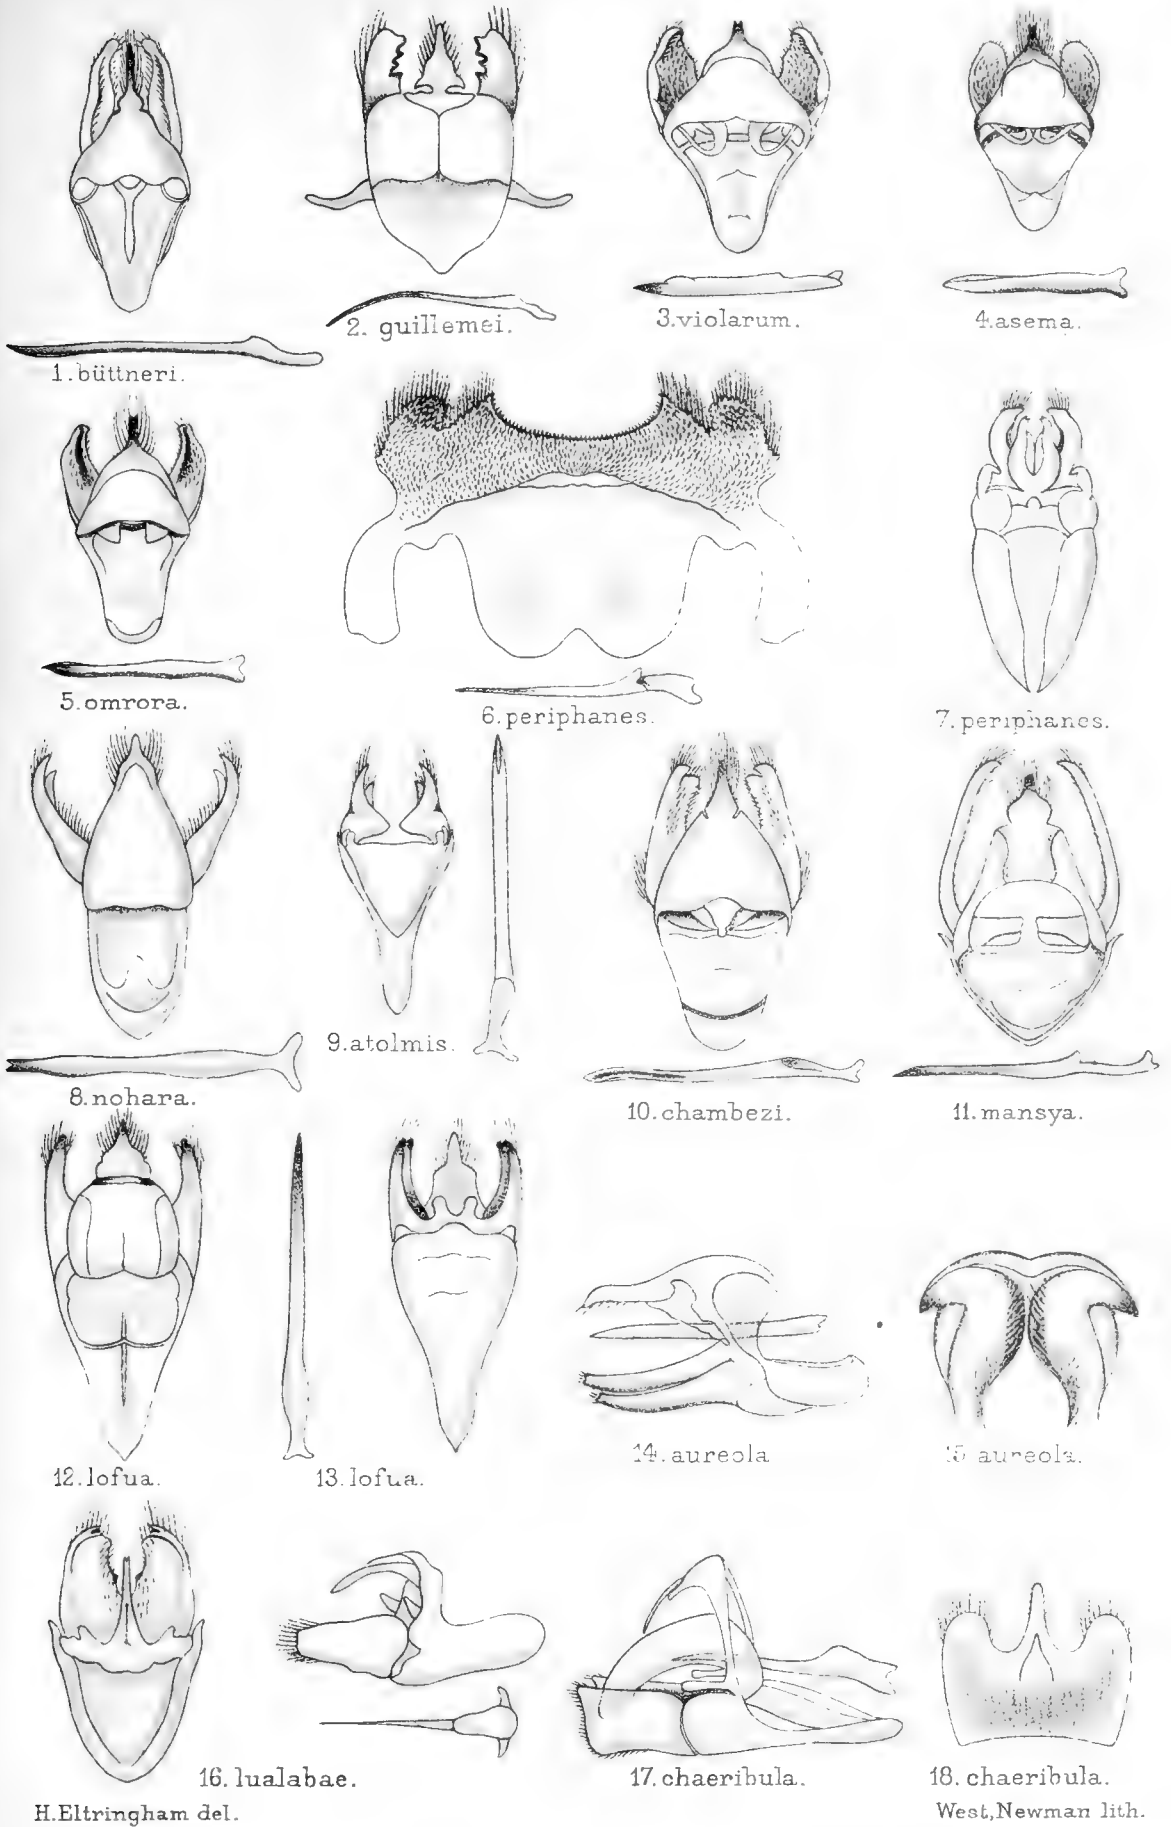 1. büttneri.
2. guillemei.
3. violarum.
4. asema.
5. omrora.
6. periphanes.
7. periphanes.
8. nohara.
9. atolmis.
10. chambezi.
11. mansya.
12. lofua.
13. lofua.
14. aureola
15 aureola.
16. lualabae.
17. chaeribula.
18. chaeribula.
H. Eltringham del.
West, Newman lith.